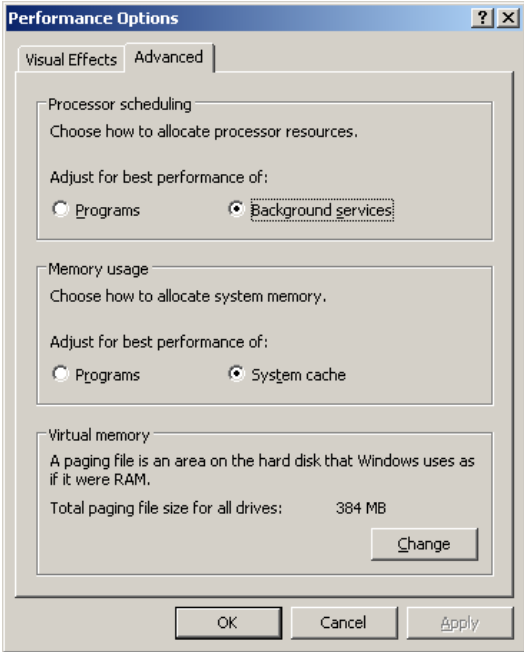 Performance Options
Visual Effects Advanced
Processor scheduling
Choose how to allocate processor resources.
Adjust for best performance of:
Programs Background services
Memory usage
Choose how to allocate system memory.
Adjust for best performance of:
Programs System cache
Virtual memory
A paging file is an area on the hard disk that Windows uses as
if it were RAM.
Total paging file size for all drives: 384 MB
Change
OK Cancel Apply